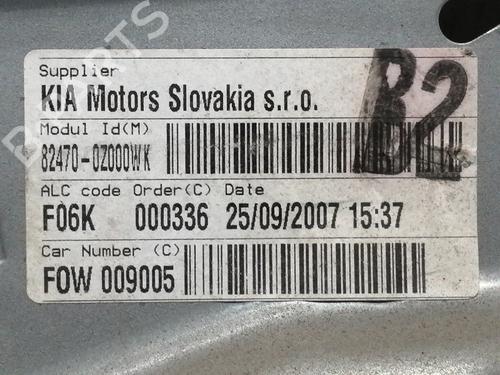 Supplier
KIA Motors Slovakia s.r.o.
B2
Modul Id(M)
82470-0Z000WK
ALC code Order(C) Date
F06K 000336 25/09/2007 15:37
Car Number (C)
FOW 009005